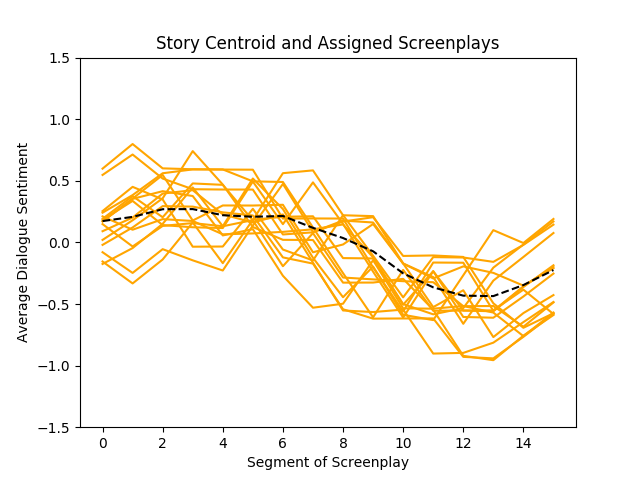 Story Centroid and Assigned Screenplays
1.5
1.0
0.5
0.0
−0.5
−1.0
−1.5
Average Dialogue Sentiment
0 2 4 6 8 10 12 14
Segment of Screenplay